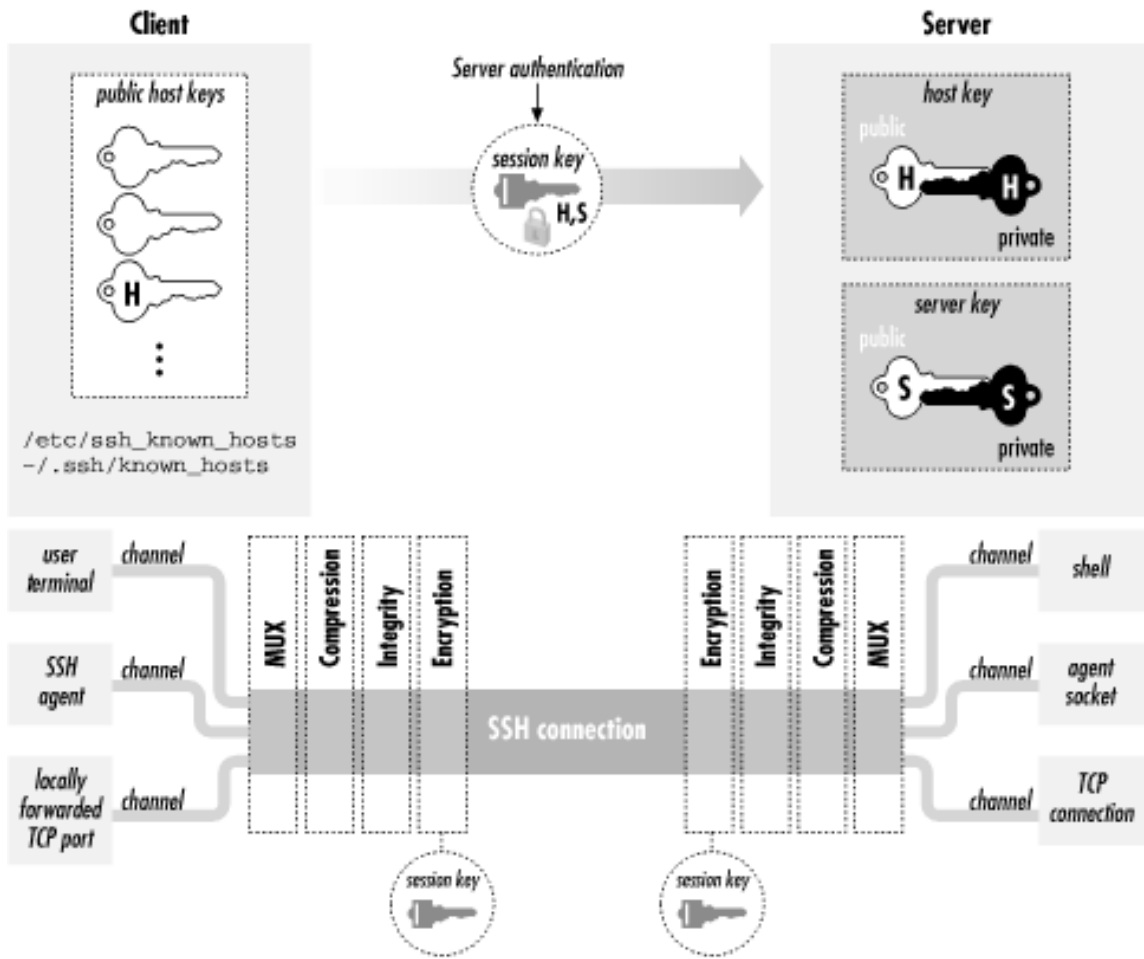 Client
Server
Server authentication
public host keys
H
/etc/ssh_known_hosts
~/.ssh/known_hosts
session key
H,S
host key
public
H
H
private
server key
public
S
S
private
user
terminal
channel
SSH
agent
channel
locally
forwarded
TCP port
channel
MUX
Compression
Integrity
Encryption
SSH connection
Encryption
Integrity
Compression
MUX
channel
shell
channel
agent
socket
channel
TCP
connection
session key
session key